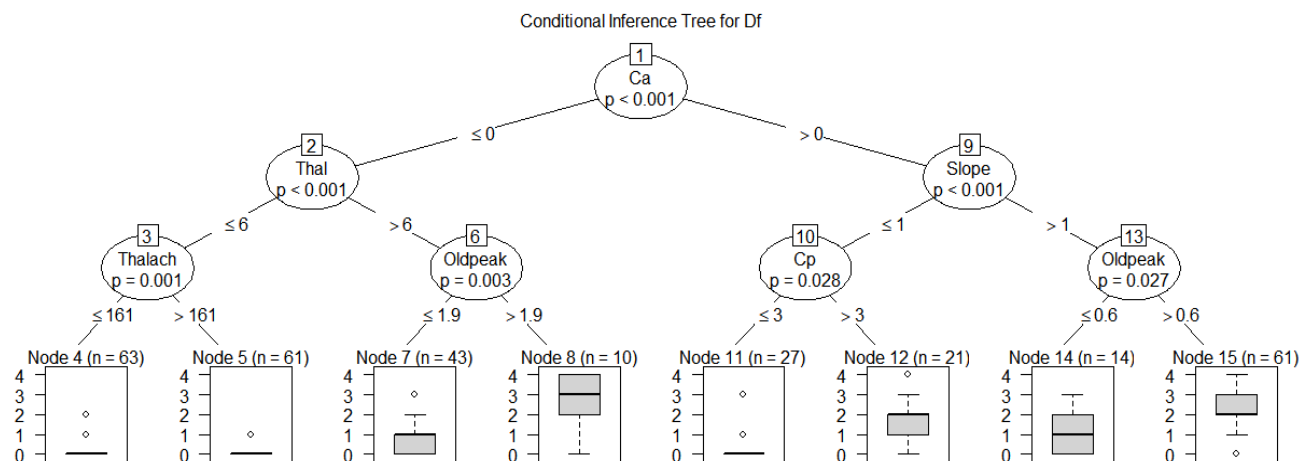 Conditional Inference Tree for Df
1
Ca
p < 0.001
≤ 0
> 0
2
Thal
p < 0.001
9
Slope
p < 0.001
≤ 6
> 6
≤ 1
> 1
3
Thalach
p = 0.001
6
Oldpeak
p = 0.003
10
Cp
p = 0.028
13
Oldpeak
p = 0.027
≤ 161
> 161
≤ 1.9
> 1.9
≤ 3
> 3
≤ 0.6
> 0.6
Node 4 (n = 63)
4
3
2
1
0
Node 5 (n = 61)
4
3
2
1
0
Node 7 (n = 43)
4
3
2
1
0
Node 8 (n = 10)
4
3
2
1
0
Node 11 (n = 27)
4
3
2
1
0
Node 12 (n = 21)
4
3
2
1
0
Node 14 (n = 14)
4
3
2
1
0
Node 15 (n = 61)
4
3
2
1
0